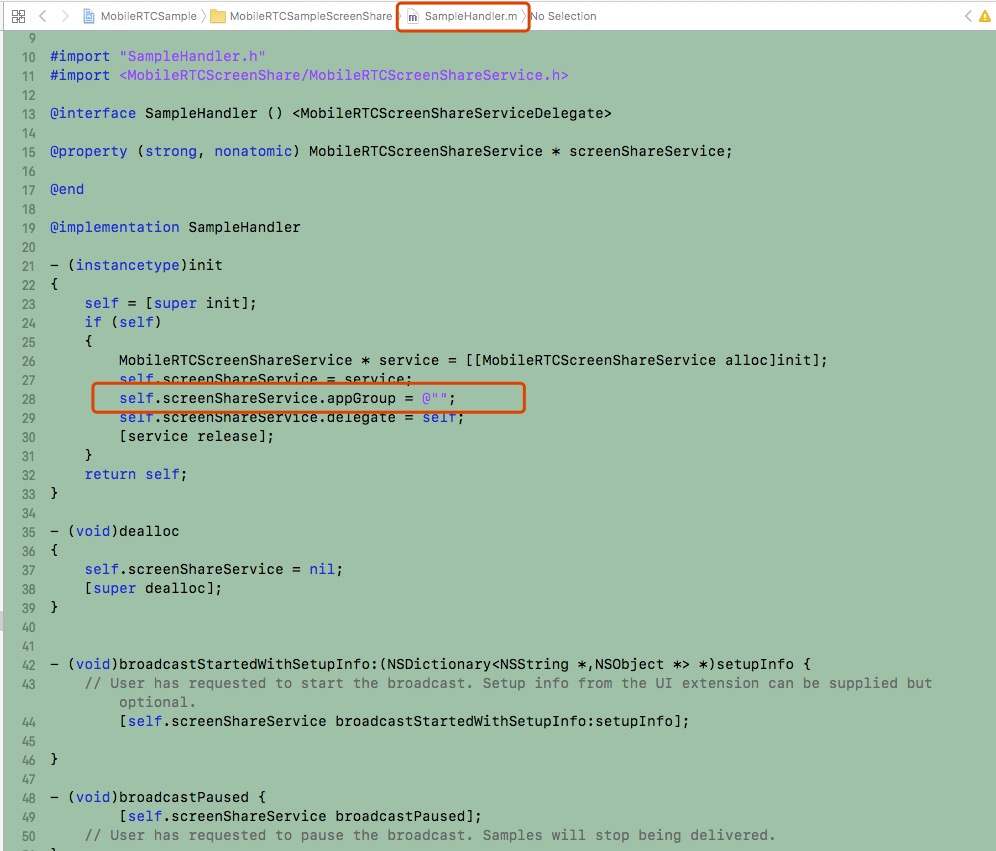 MobileRTCSample MobileRTCSampleScreenShare m SampleHandler.m No Selection
9
10 #import "SampleHandler.h"
11 #import <MobileRTCScreenShare/MobileRTCScreenShareService.h>
12
13 @interface SampleHandler () <MobileRTCScreenShareServiceDelegate>
14
15 @property (strong, nonatomic) MobileRTCScreenShareService * screenShareService;
16
17 @end
18
19 @implementation SampleHandler
20
21 - (instancetype)init
22 {
23 self = [super init];
24 if (self)
25 {
26 MobileRTCScreenShareService * service = [[MobileRTCScreenShareService alloc]init];
27 self.screenShareService = service;
28 self.screenShareService.appGroup = @"";
29 self.screenShareService.delegate = self;
30 [service release];
31 }
32 return self;
33 }
34
35 - (void)dealloc
36 {
37 self.screenShareService = nil;
38 [super dealloc];
39 }
40
41
42 - (void)broadcastStartedWithSetupInfo:(NSDictionary<NSString *,NSObject *> *)setupInfo {
43 // User has requested to start the broadcast. Setup info from the UI extension can be supplied but
optional.
44 [self.screenShareService broadcastStartedWithSetupInfo:setupInfo];
45
46 }
47
48 - (void)broadcastPaused {
49 [self.screenShareService broadcastPaused];
50 // User has requested to pause the broadcast. Samples will stop being delivered.